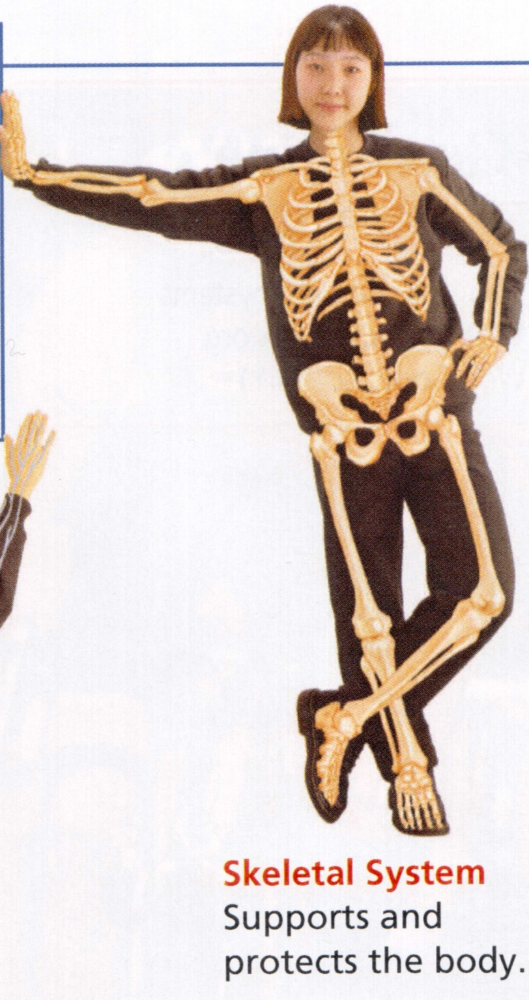 Skeletal System
Supports and
protects the body.